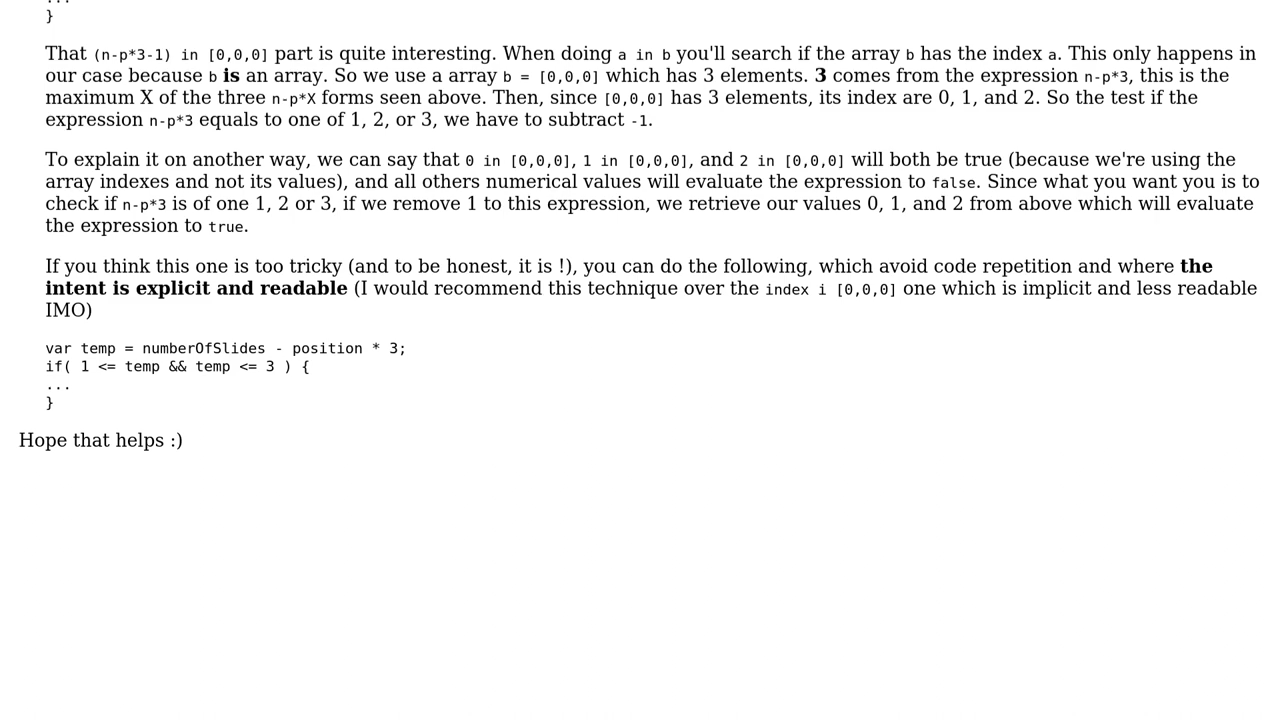 ...
}
That (n-p*3-1) in [0,0,0] part is quite interesting. When doing a in b you'll search if the array b has the index a. This only happens in
our case because b is an array. So we use a array b = [0,0,0] which has 3 elements. 3 comes from the expression n-p*3, this is the
maximum X of the three n-p*X forms seen above. Then, since [0,0,0] has 3 elements, its index are 0, 1, and 2. So the test if the
expression n-p*3 equals to one of 1, 2, or 3, we have to subtract -1.
To explain it on another way, we can say that 0 in [0,0,0], 1 in [0,0,0], and 2 in [0,0,0] will both be true (because we're using the
array indexes and not its values), and all others numerical values will evaluate the expression to false. Since what you want you is to
check if n-p*3 is of one 1, 2 or 3, if we remove 1 to this expression, we retrieve our values 0, 1, and 2 from above which will evaluate
the expression to true.
If you think this one is too tricky (and to be honest, it is !), you can do the following, which avoid code repetition and where the
intent is explicit and readable (I would recommend this technique over the index i [0,0,0] one which is implicit and less readable
IMO)
var temp = numberOfSlides - position * 3;
if( 1 <= temp && temp <= 3 ) {
...
}
Hope that helps :)